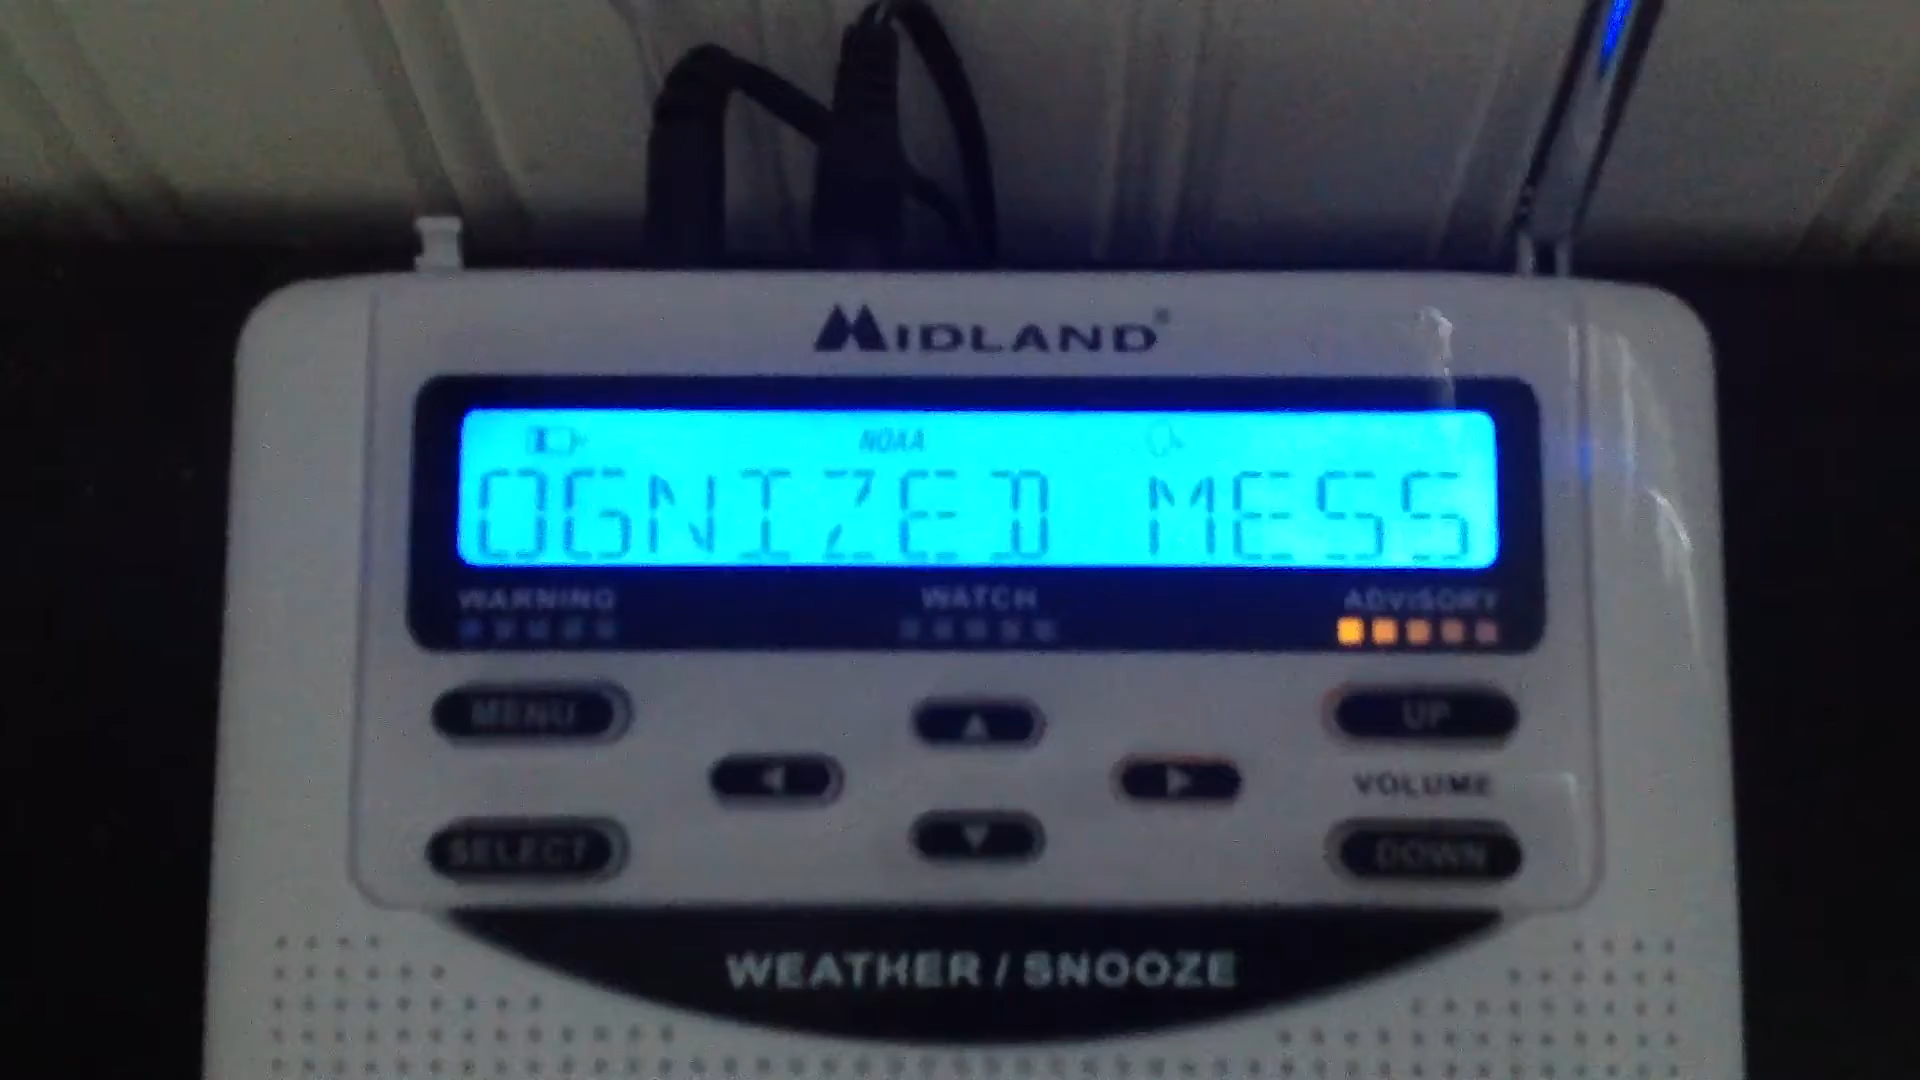 MIDLAND®
NOAA
OGNIZED MESS
WARNING WATCH ADVISORY
MENU
UP
VOLUME
SELECT
DOWN
WEATHER / SNOOZE